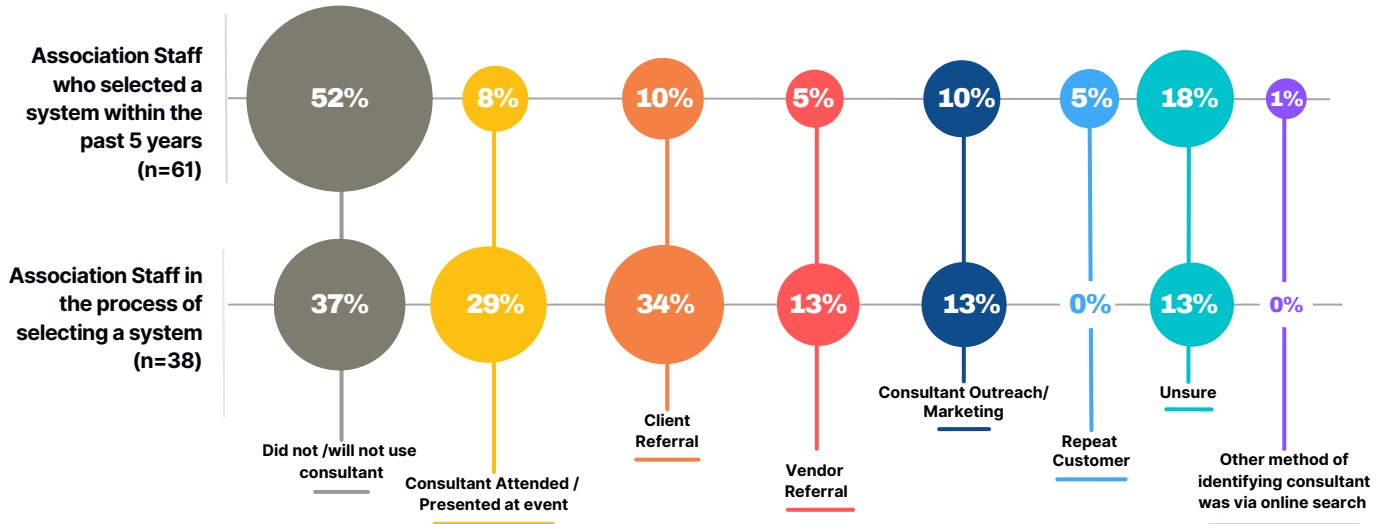 Association Staff
who selected a
system within the
past 5 years
(n=61)
52%
8%
10%
5%
10%
5%
18%
1%
Association Staff in
the process of
selecting a system
(n=38)
37%
29%
34%
13%
13%
0%
13%
0%
Did not /will not use
consultant
Consultant Attended /
Presented at event
Client
Referral
Vendor
Referral
Consultant Outreach/
Marketing
Repeat
Customer
Unsure
Other method of
identifying consultant
was via online search